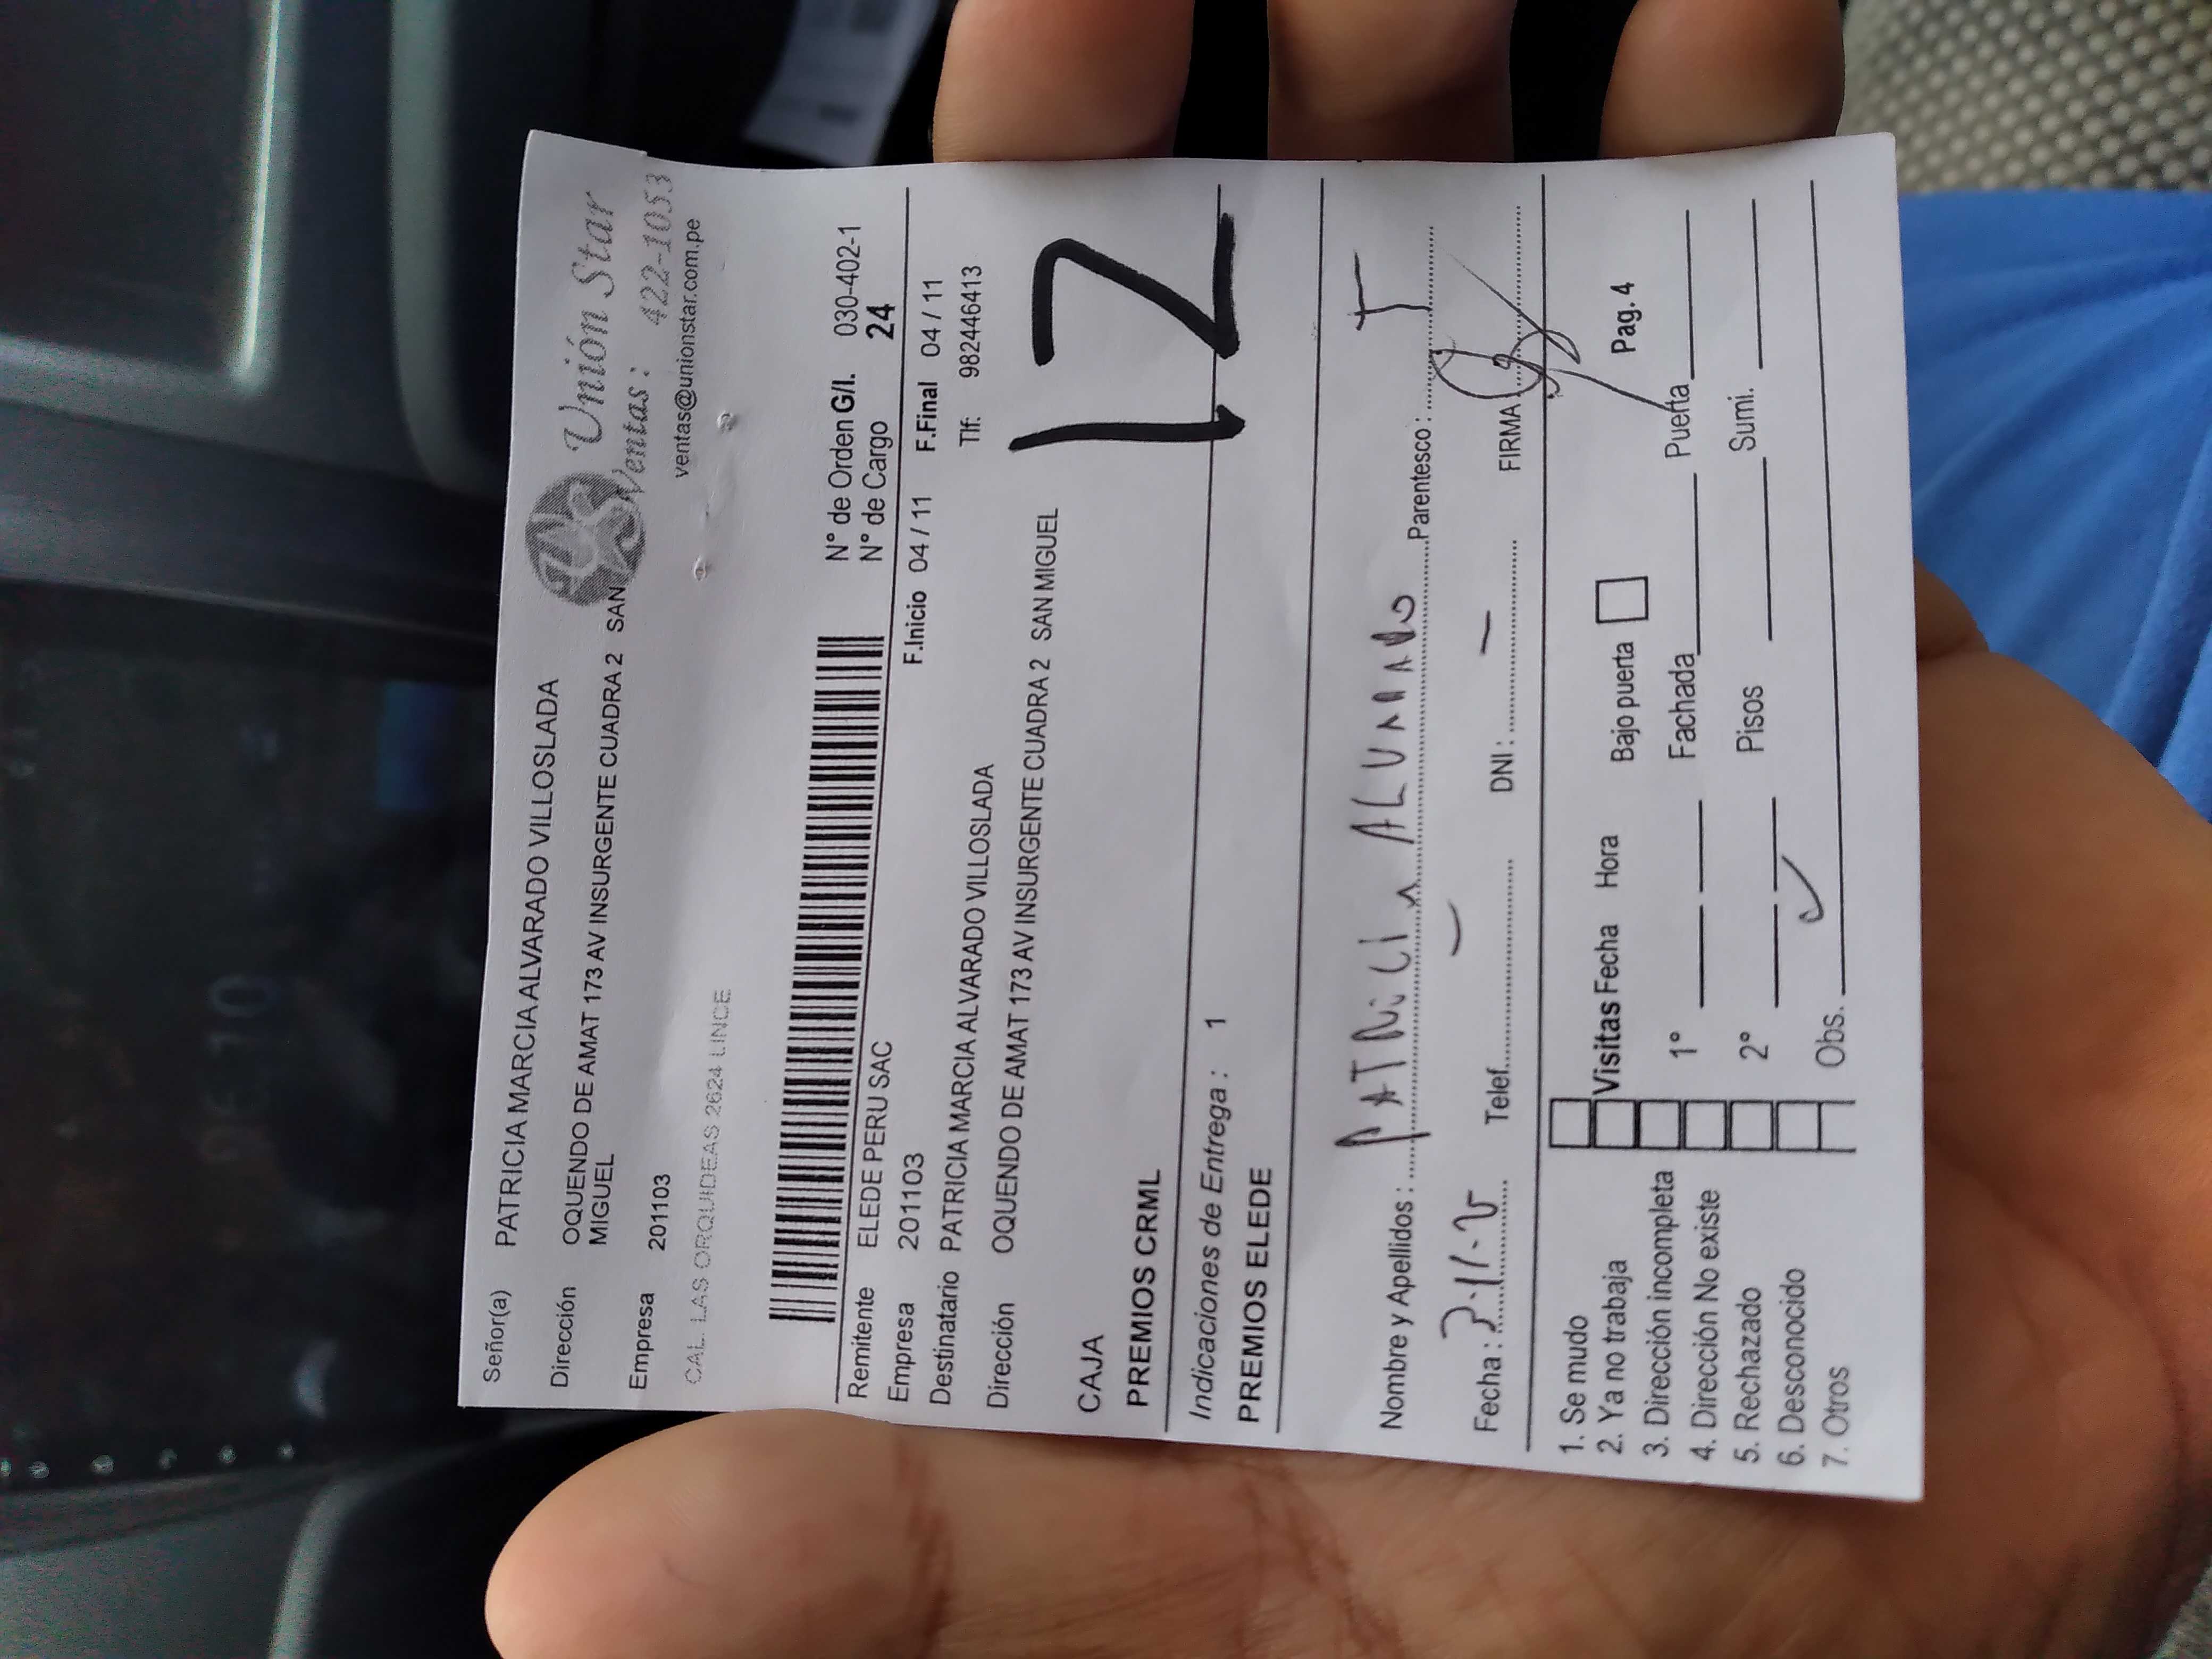 Señor(a) PATRICIA MARCIA ALVARADO VILLOSLADA
Unión Star
Dirección OQUENDO DE AMAT 173 AV INSURGENTE CUADRA 2 SAN
MIGUEL
Ventas: 422-1053
Empresa 201103
ventas@unionstar.com.pe
CAL. LAS ORQUIDEAS 2624 LINCE
N° de Orden G/I. 030-402-1
Remitente ELEDE PERU SAC N° de Cargo 24
Empresa 201103 F.Inicio 04 / 11 F.Final 04 / 11
Destinatario PATRICIA MARCIA ALVARADO VILLOSLADA Tlf: 982446413
Dirección OQUENDO DE AMAT 173 AV INSURGENTE CUADRA 2 SAN MIGUEL
CAJA
PREMIOS CRML
12
Indicaciones de Entrega : 1
PREMIOS ELEDE
Nombre y Apellidos : PATRICIA ALVARADO Parentesco : T
Fecha : Telef. - DNI : - FIRMA
1. Se mudo
2. Ya no trabaja Visitas Fecha Hora Bajo puerta Pag. 4
3. Dirección incompleta 1° Fachada Puerta
4. Dirección No existe
5. Rechazado 2° Pisos Sumi.
6. Desconocido
7. Otros Obs.